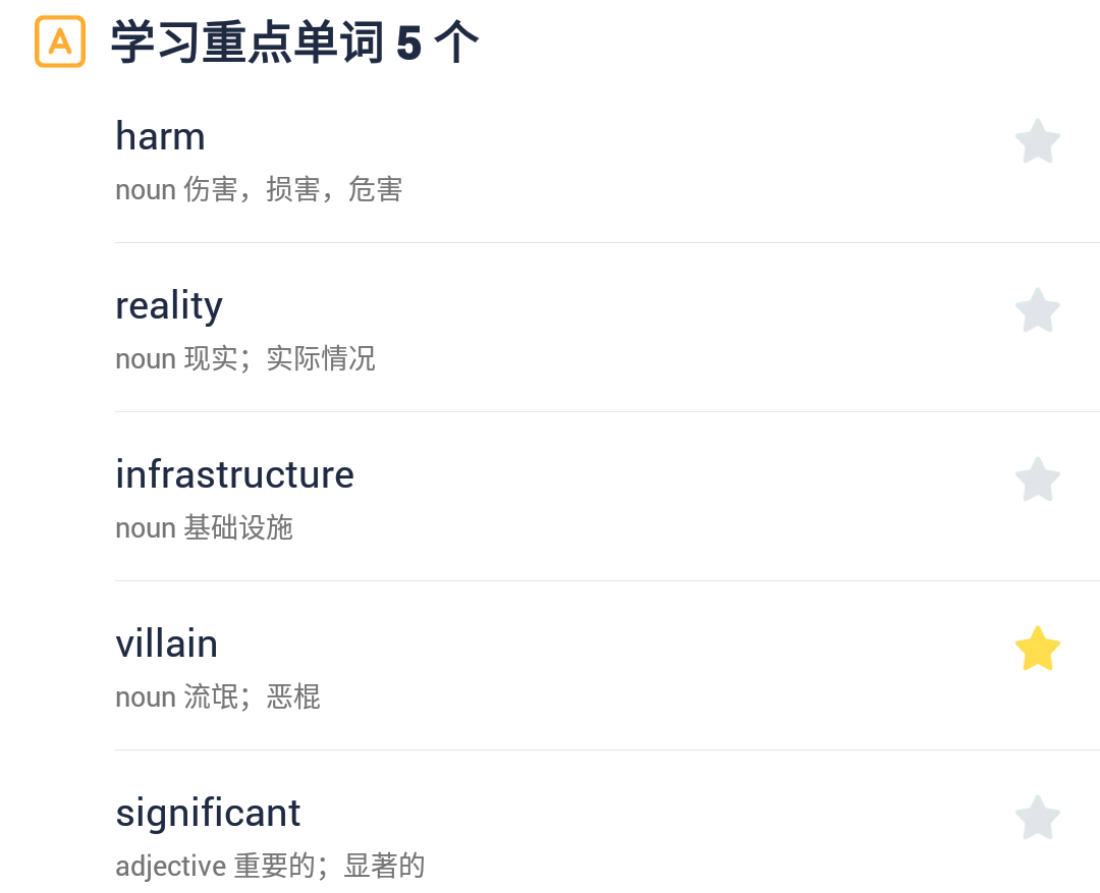 A 学习重点单词 5 个
harm
noun 伤害，损害，危害
reality
noun 现实；实际情况
infrastructure
noun 基础设施
villain
noun 流氓；恶棍
significant
adjective 重要的；显著的